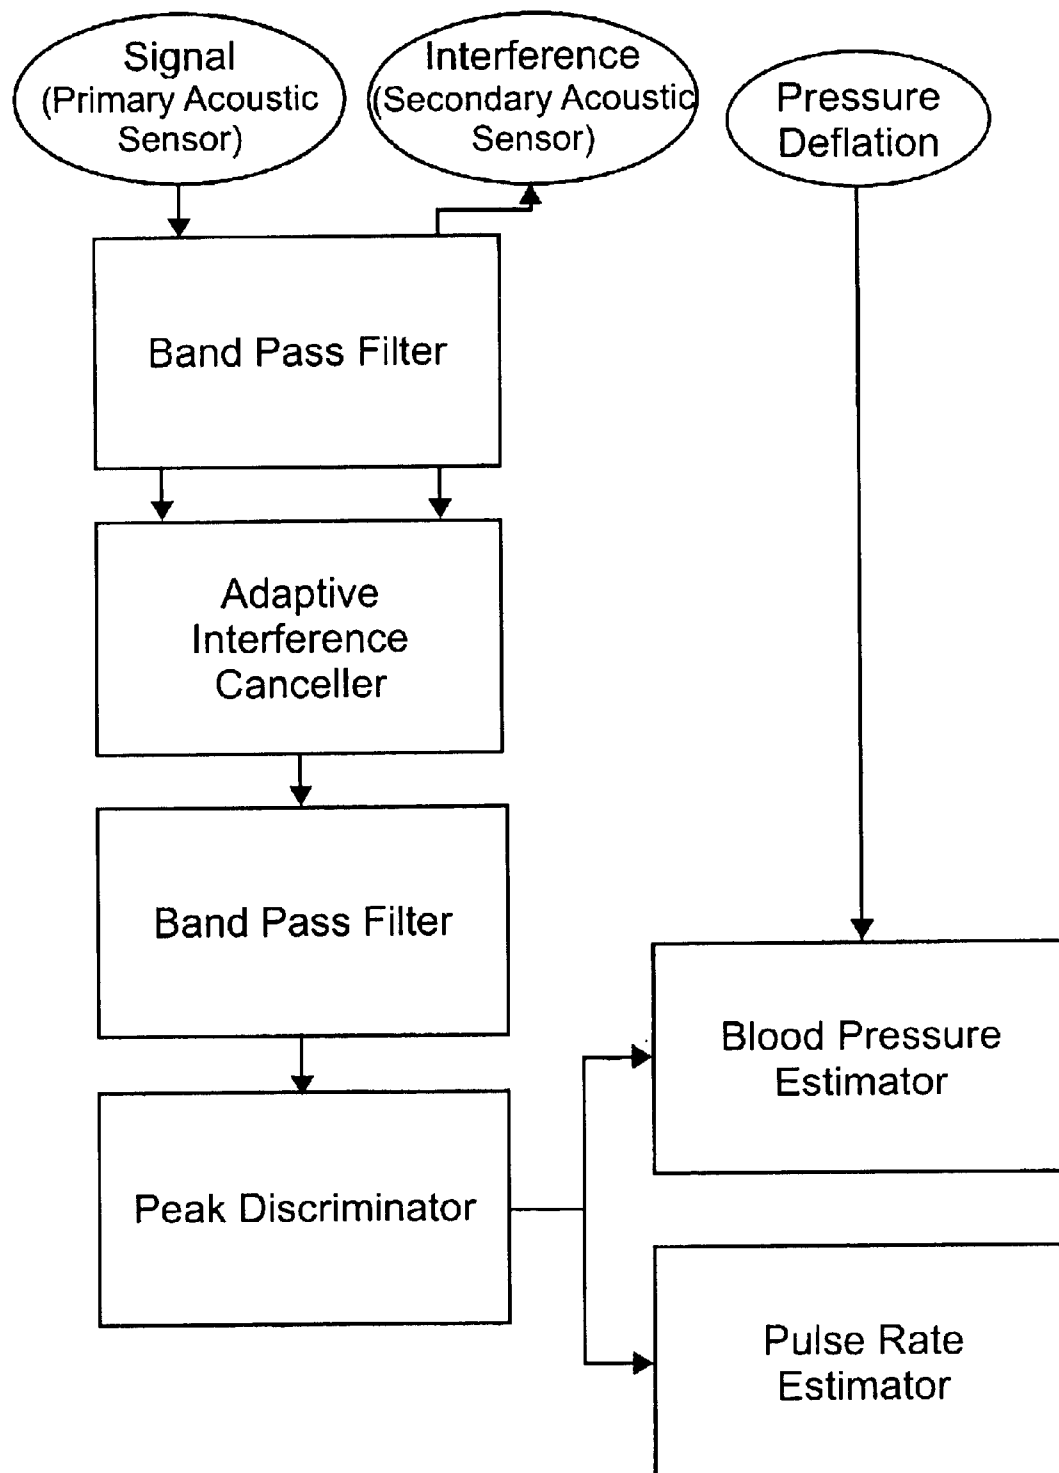 Signal
(Primary Acoustic
Sensor)
Interference
(Secondary Acoustic
Sensor)
Pressure
Deflation
Band Pass Filter
Adaptive
Interference
Canceller
Band Pass Filter
Blood Pressure
Estimator
Peak Discriminator
Pulse Rate
Estimator